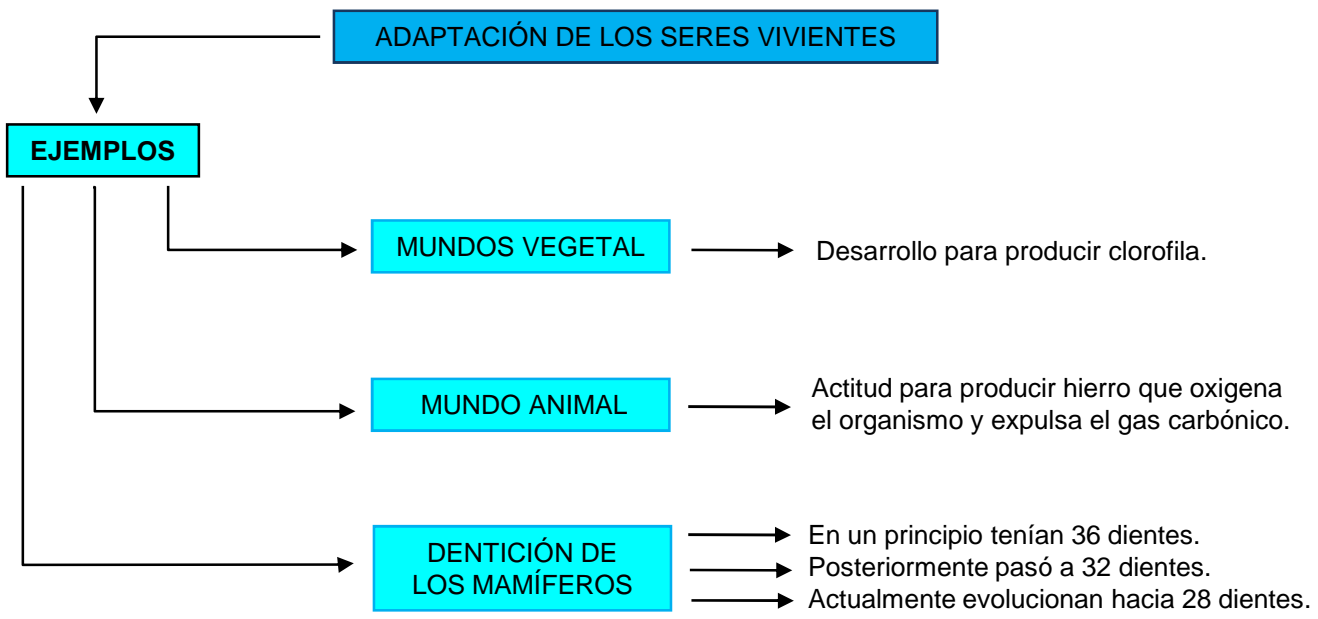 ADAPTACIÓN DE LOS SERES VIVIENTES
EJEMPLOS
MUNDOS VEGETAL
Desarrollo para producir clorofila.
MUNDO ANIMAL
Actitud para producir hierro que oxigena
el organismo y expulsa el gas carbónico.
DENTICIÓN DE
LOS MAMÍFEROS
En un principio tenían 36 dientes.
Posteriormente pasó a 32 dientes.
Actualmente evolucionan hacia 28 dientes.